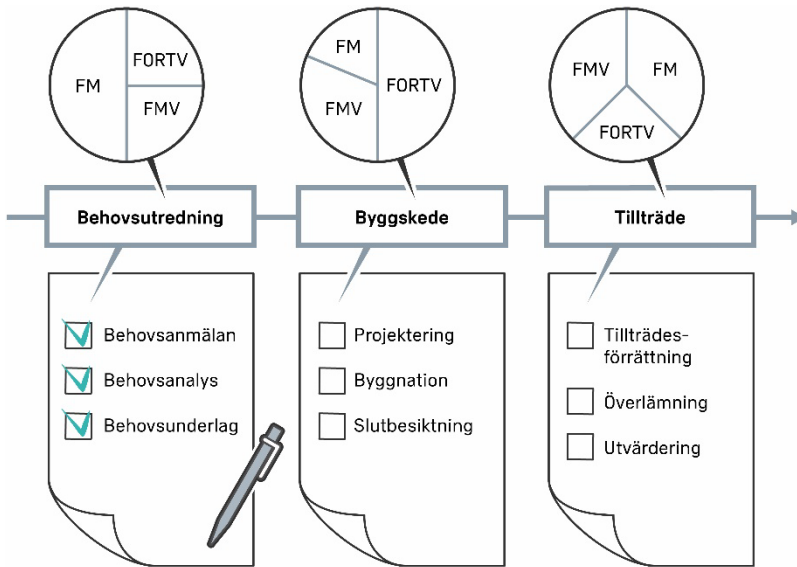 FM
FORTV
FMV
FM
FORTV
FMV
FMV
FM
FORTV
Behovsutredning
Byggskede
Tillträde
Behovsanmälan
Behovsanalys
Behovsunderlag
Projektering
Byggnation
Slutbesiktning
Tillträdes-
förrättning
Överlämning
Utvärdering